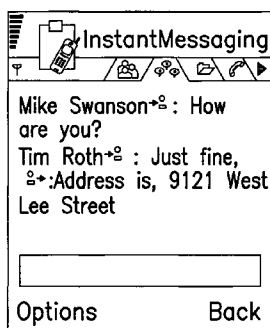 InstantMessaging
Mike Swanson: How
are you?
Tim Roth : Just fine,
:Address is, 9121 West
Lee Street
Options Back